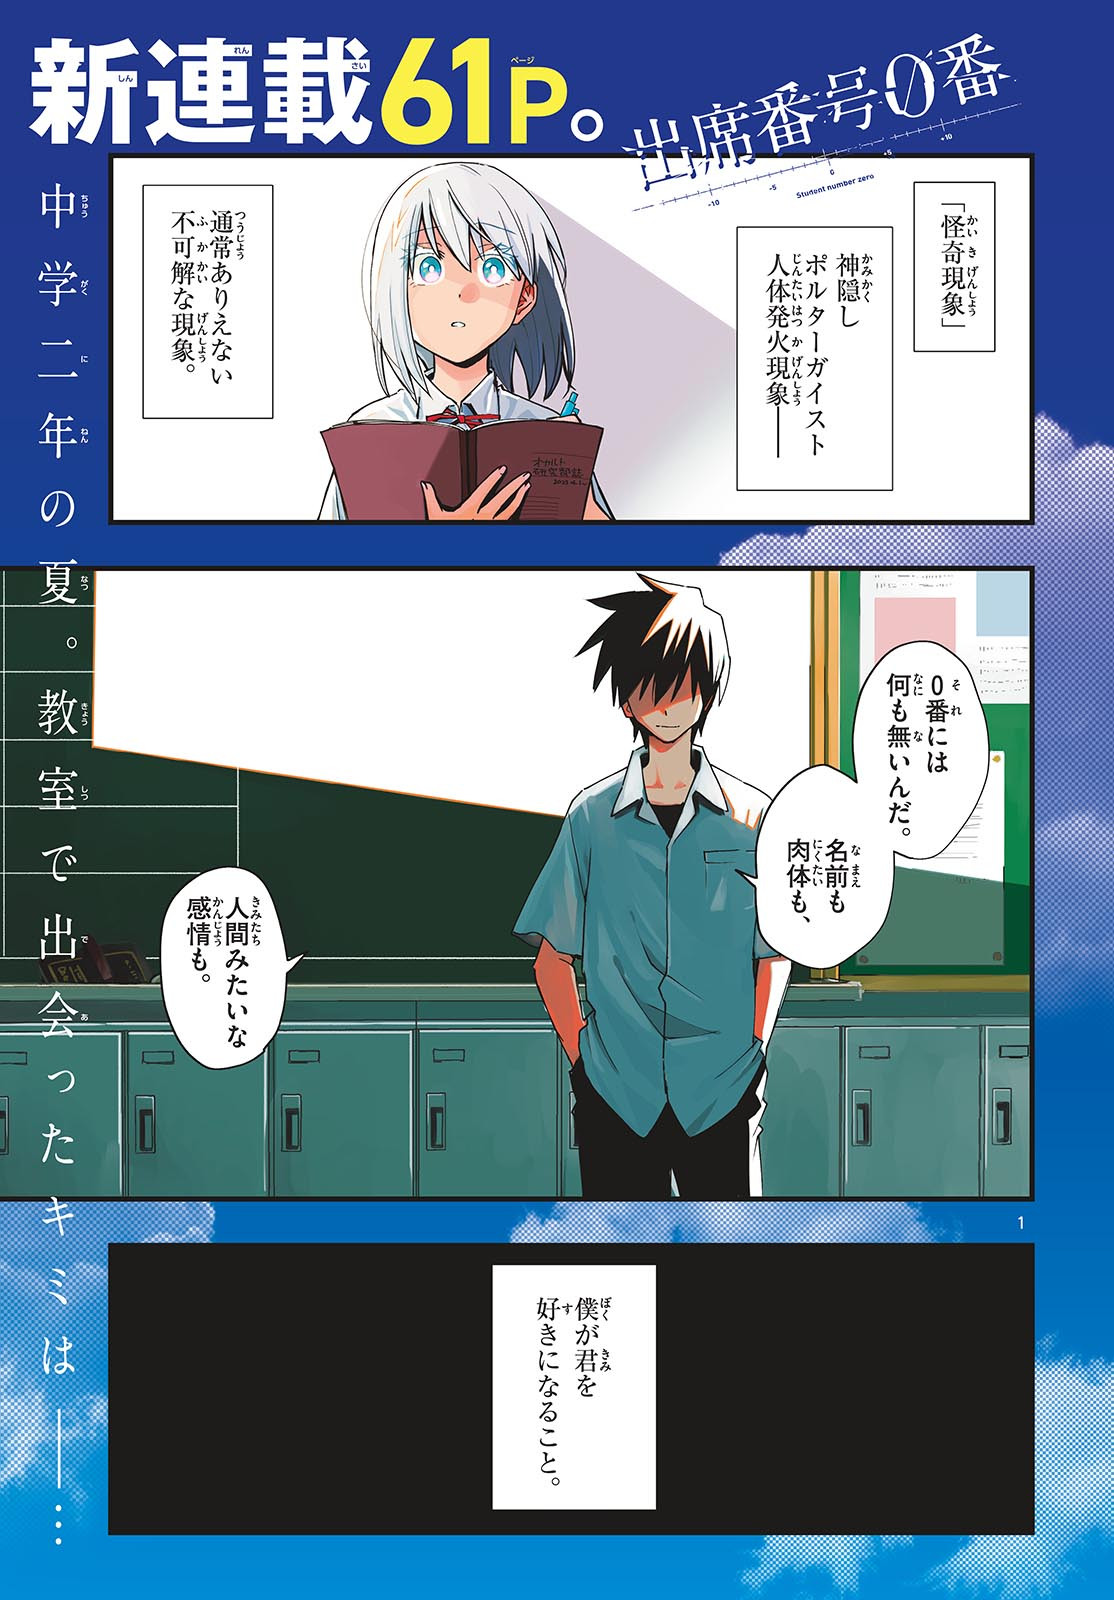 新連載61P。
出席番号0番
-10 -5 0 +5 +10
Student number zero
中学二年の夏。教室で出会ったキミは——…
「怪奇現象」
神隠し
ポルターガイスト
人体発火現象——
オカルト
研究部誌
通常ありえない
不可解な現象。
0番には
何も無いんだ。
名前も
肉体も、
人間みたいな
感情も。
1
僕が君を
好きになること。